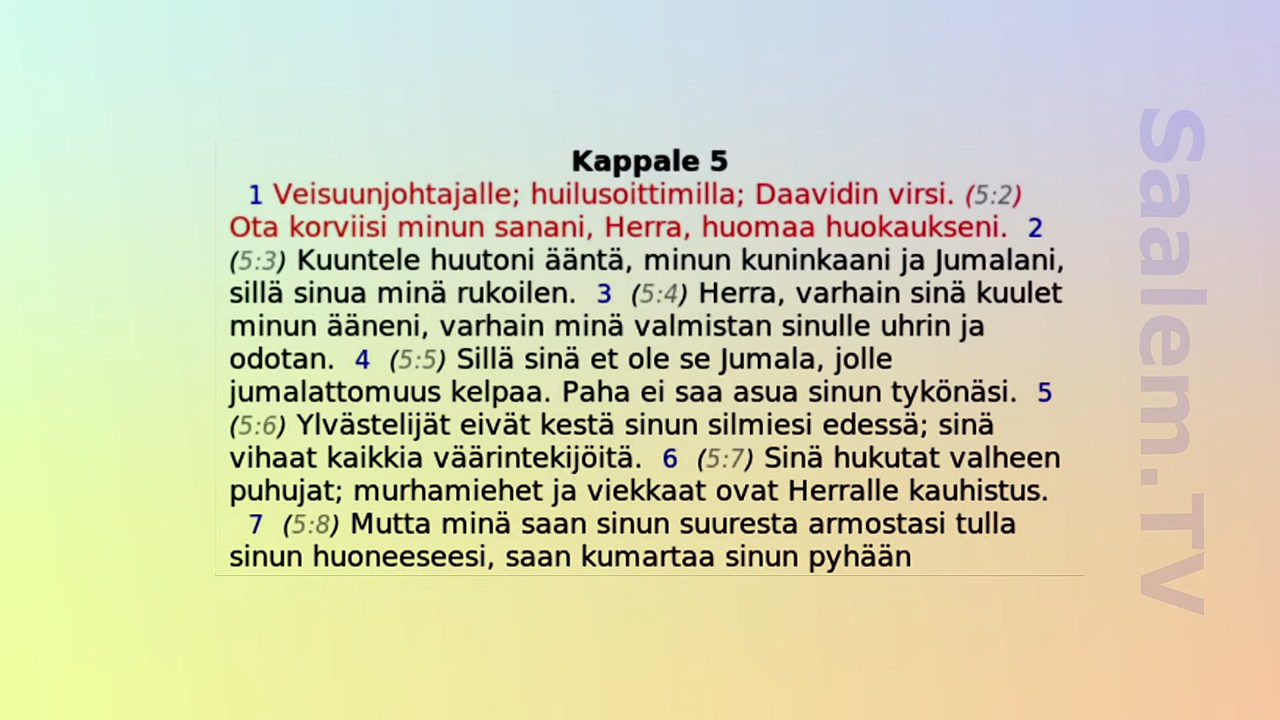 Kappale 5
1 Veisuunjohtajalle; huilusoittimilla; Daavidin virsi. (5:2)
Ota korviisi minun sanani, Herra, huomaa huokaukseni. 2
(5:3) Kuuntele huutoni ääntä, minun kuninkaani ja Jumalani,
sillä sinua minä rukoilen. 3 (5:4) Herra, varhain sinä kuulet
minun ääneni, varhain minä valmistan sinulle uhrin ja
odotan. 4 (5:5) Sillä sinä et ole se Jumala, jolle
jumalattomuus kelpaa. Paha ei saa asua sinun tykönäsi. 5
(5:6) Ylvästelijät eivät kestä sinun silmiesi edessä; sinä
vihaat kaikkia väärintekijöitä. 6 (5:7) Sinä hukutat valheen
puhujat; murhamiehet ja viekkaat ovat Herralle kauhistus.
7 (5:8) Mutta minä saan sinun suuresta armostasi tulla
sinun huoneeseesi, saan kumartaa sinun pyhään
Saalem.TV